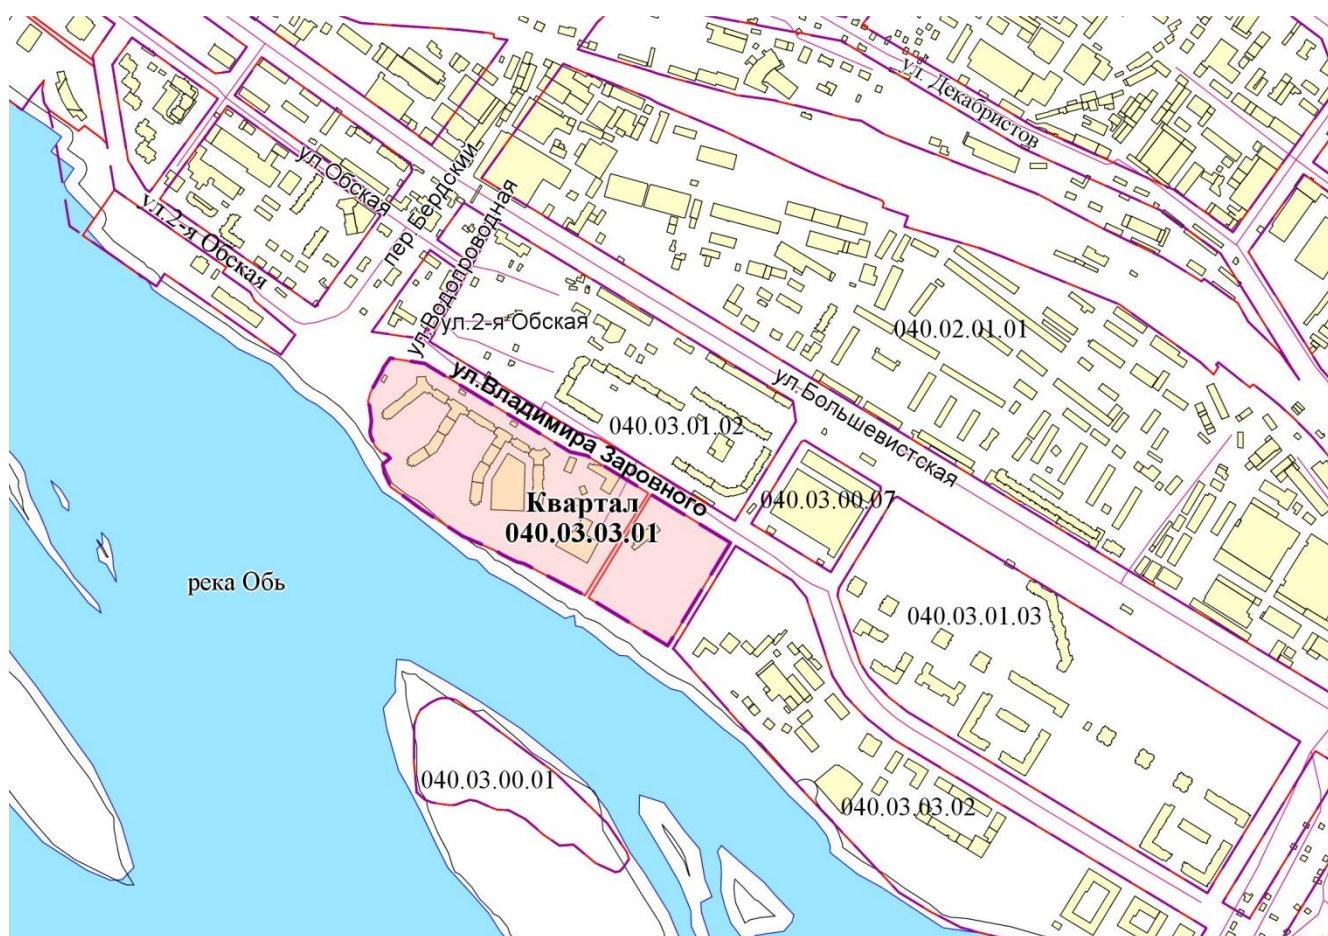 ул. Декабристов
ул.Обская
пер Бердский
ул.2-я Обская
ул.Водопроводная
ул.2-я Обская
040.02.01.01
ул.Владимира Заровного
ул.Большевистская
040.03.01.02
040.03.00.07
Квартал
040.03.03.01
река Обь
040.03.01.03
040.03.00.01
040.03.03.02